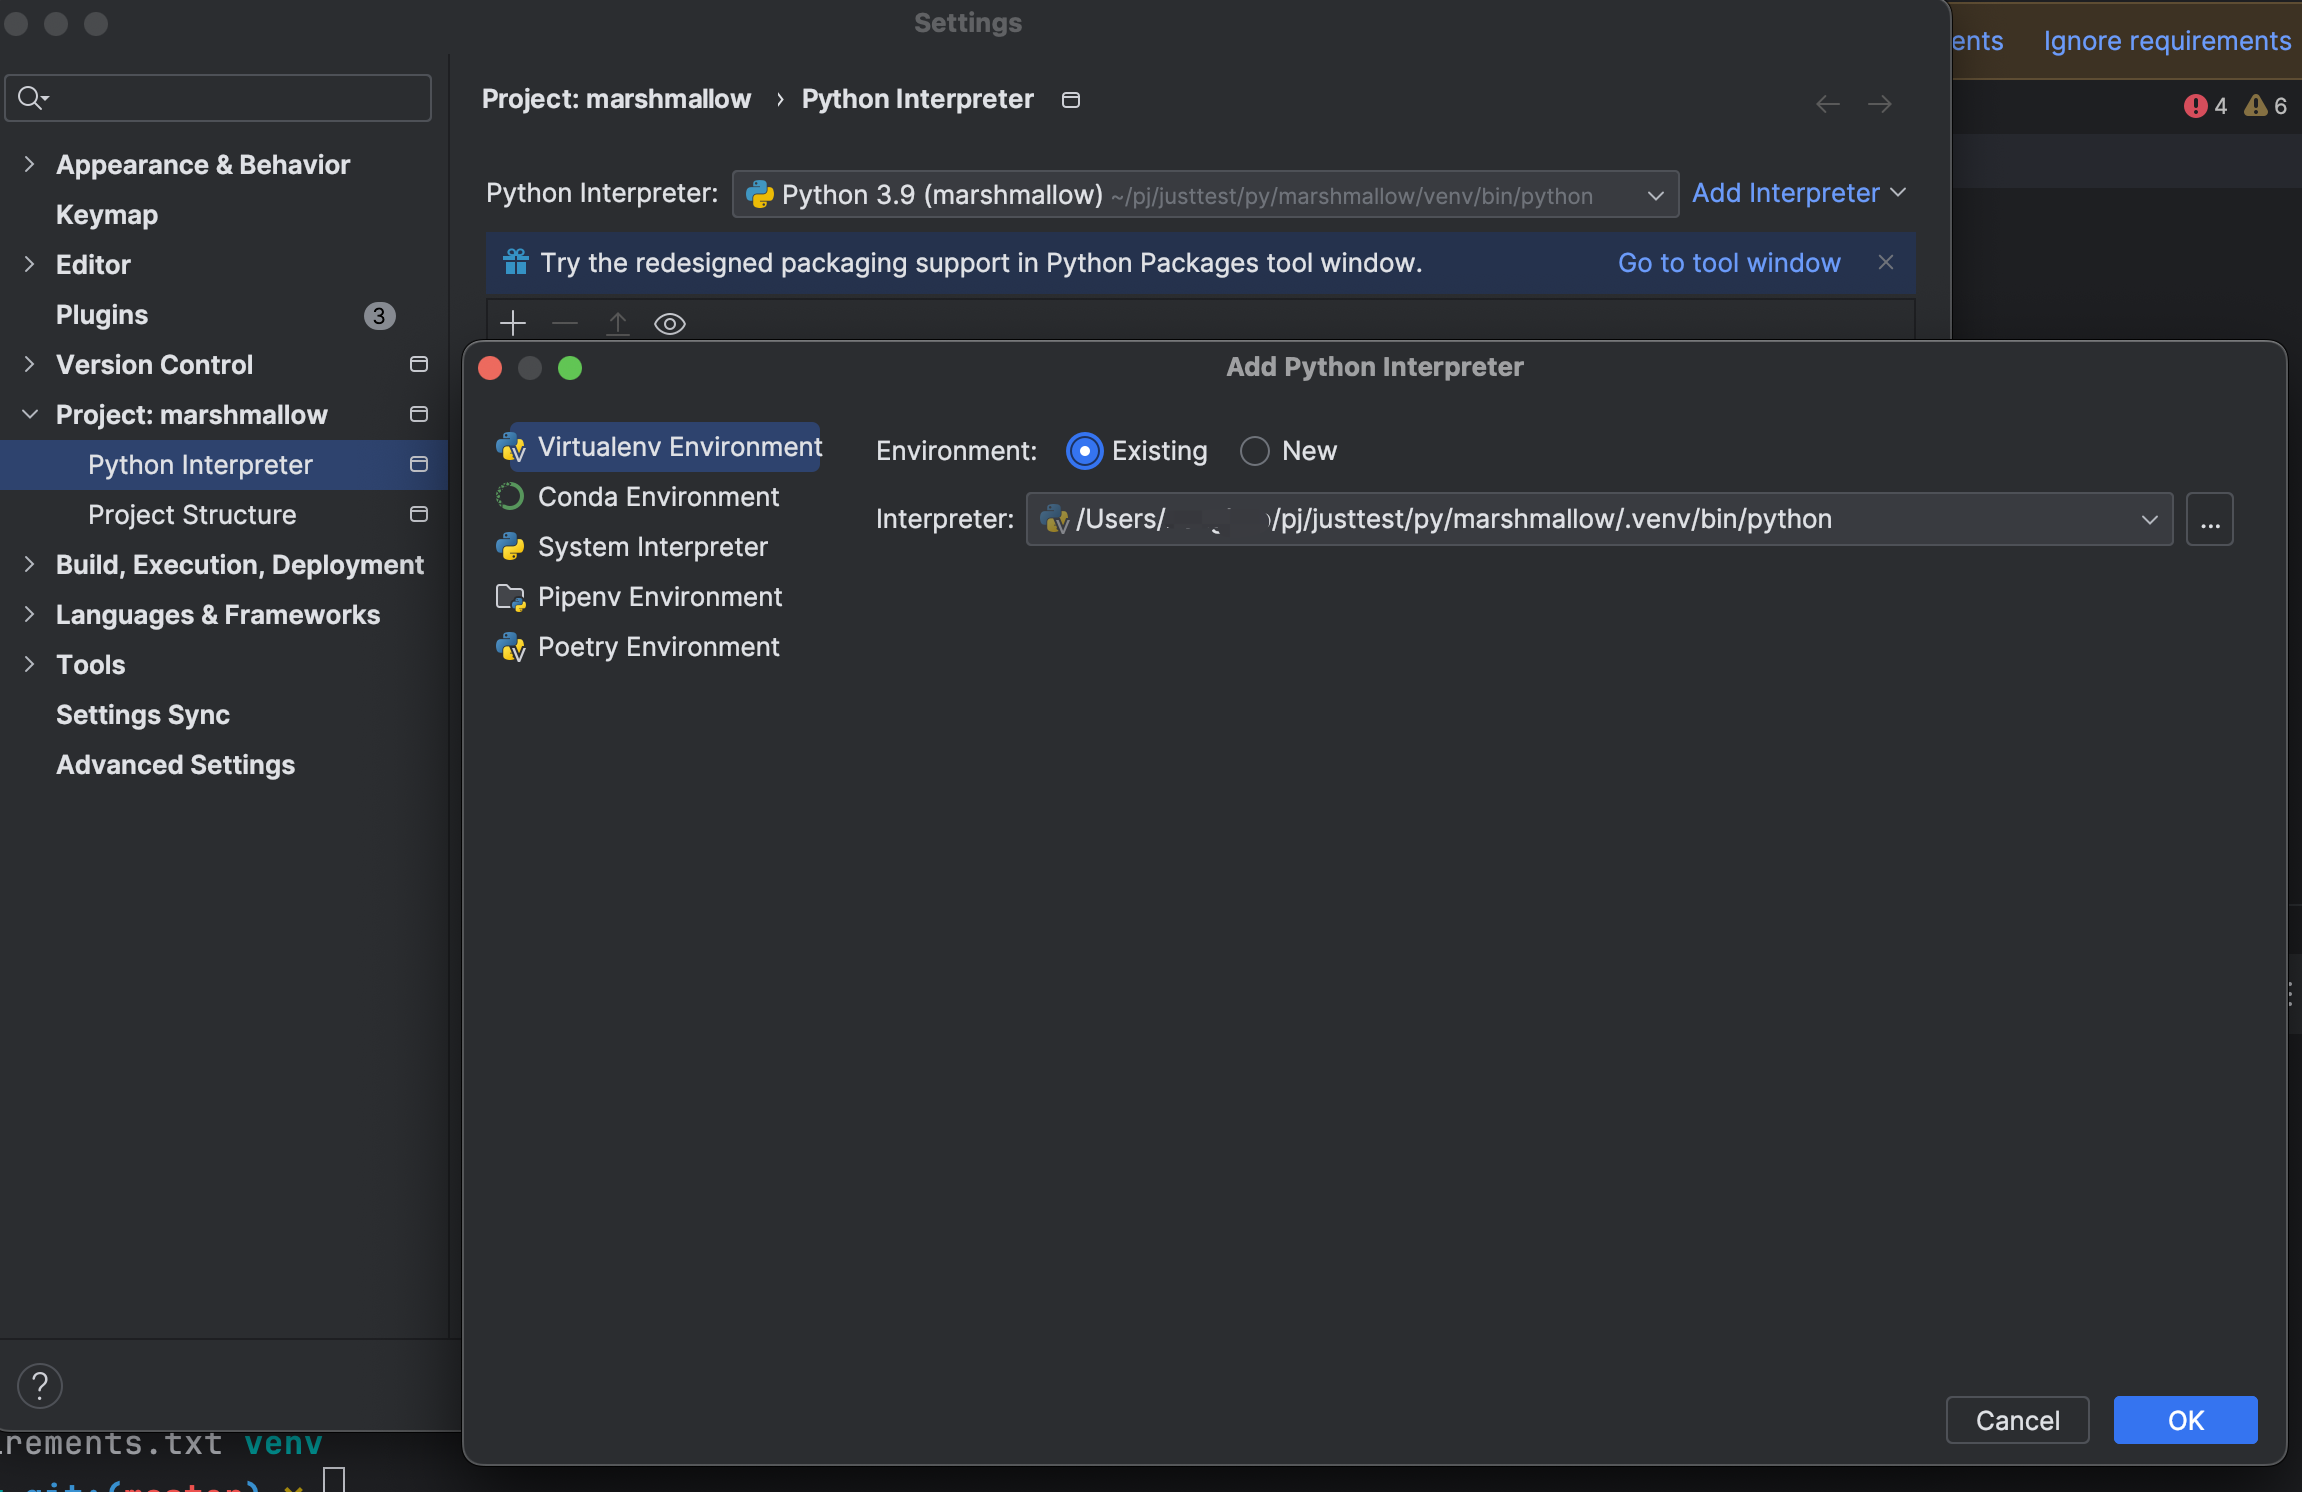 Settings
ents Ignore requirements
4 6
Project: marshmallow › Python Interpreter
Python Interpreter: Python 3.9 (marshmallow) ~/pj/justtest/py/marshmallow/venv/bin/python Add Interpreter
Try the redesigned packaging support in Python Packages tool window. Go to tool window
Appearance & Behavior
Keymap
Editor
Plugins 3
Version Control
Project: marshmallow
Python Interpreter
Project Structure
Build, Execution, Deployment
Languages & Frameworks
Tools
Settings Sync
Advanced Settings
?
Add Python Interpreter
Virtualenv Environment
Conda Environment
System Interpreter
Pipenv Environment
Poetry Environment
Environment: Existing New
Interpreter: /Users/ /pj/justtest/py/marshmallow/.venv/bin/python ...
Cancel OK
rements.txt venv
git:(master)